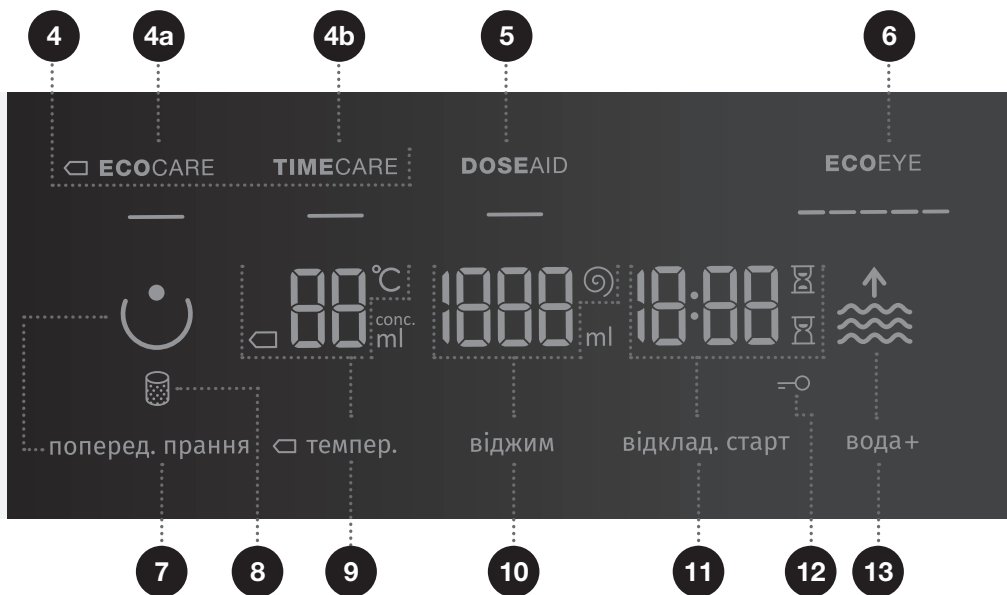 4 4a 4b 5 6
ECOCARE TIMECARE DOSEAID ECOEYE
88 °C 1888 18:88
conc.
ml ml
поперед. прання темпер. віджим відклад. старт вода+
7 8 9 10 11 12 13